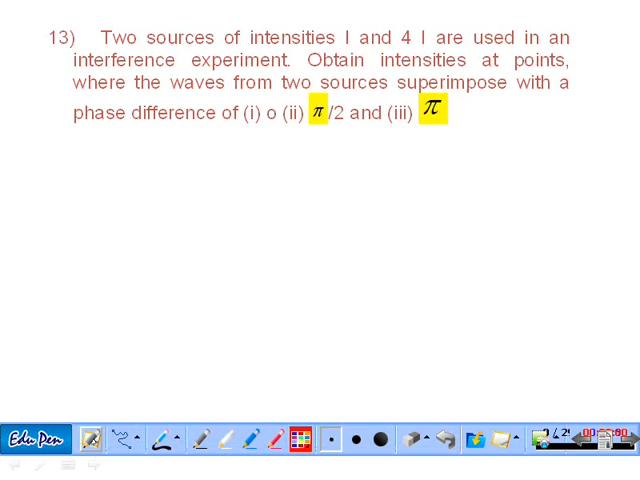 13) Two sources of intensities I and 4 I are used in an
interference experiment. Obtain intensities at points,
where the waves from two sources superimpose with a
phase difference of (i) o (ii) π/2 and (iii) π
Edu Pen